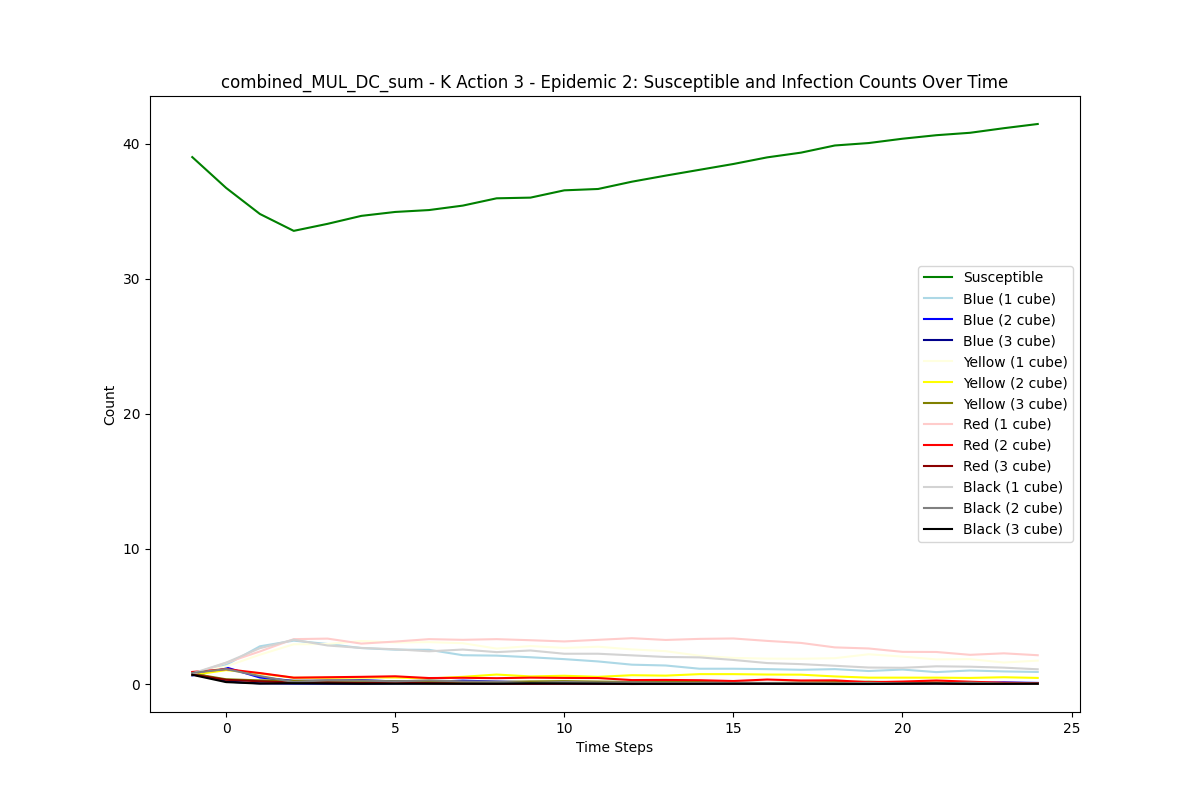 combined_MUL_DC_sum - K Action 3 - Epidemic 2: Susceptible and Infection Counts Over Time
40
30
20
10
0
Count
Susceptible
Blue (1 cube)
Blue (2 cube)
Blue (3 cube)
Yellow (1 cube)
Yellow (2 cube)
Yellow (3 cube)
Red (1 cube)
Red (2 cube)
Red (3 cube)
Black (1 cube)
Black (2 cube)
Black (3 cube)
0 5 10 15 20 25
Time Steps